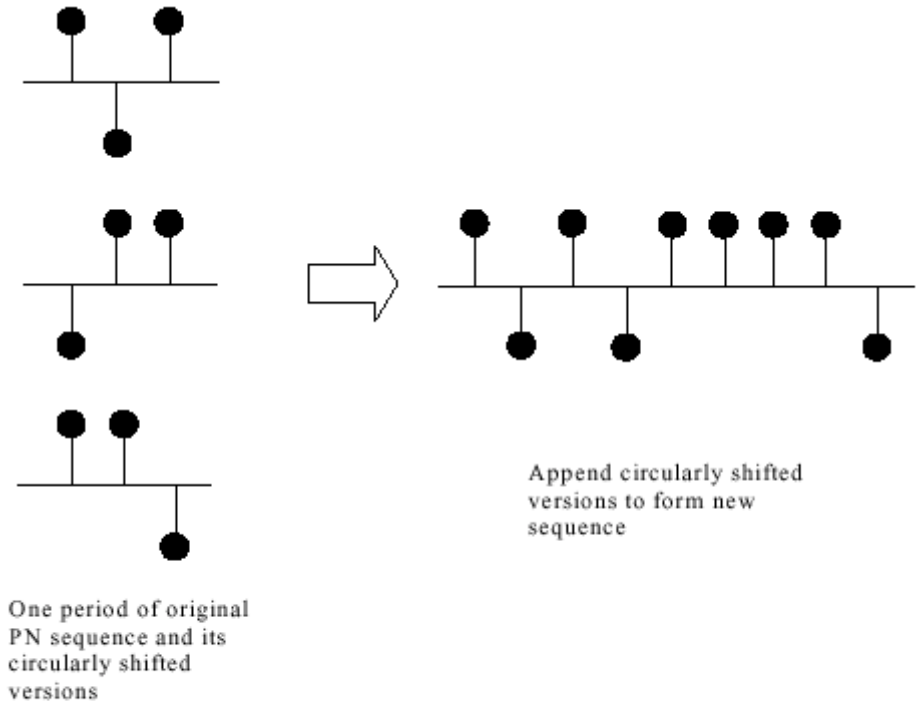 Append circularly shifted
versions to form new
sequence
One period of original
PN sequence and its
circularly shifted
versions